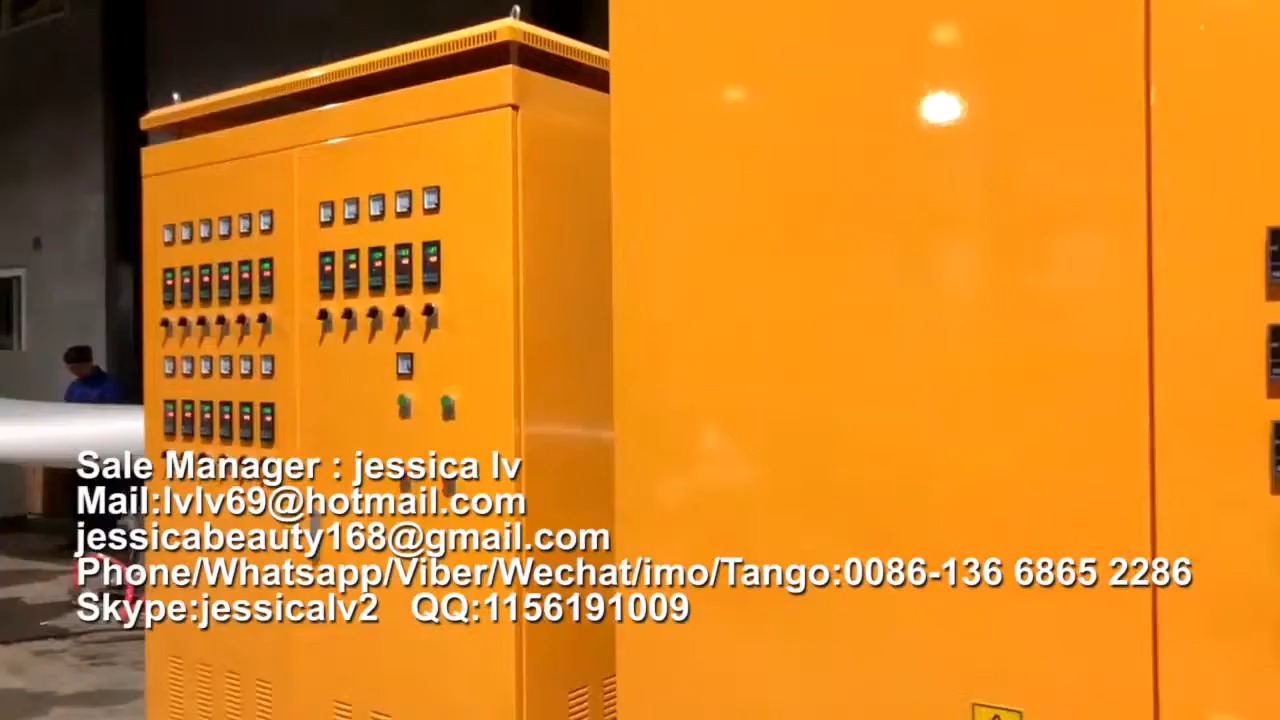 Sale Manager : jessica lv
Mail:lvlv69@hotmail.com
jessicabeauty168@gmail.com
Phone/Whatsapp/Viber/Wechat/imo/Tango:0086-136 6865 2286
Skype:jessicalv2 QQ:1156191009